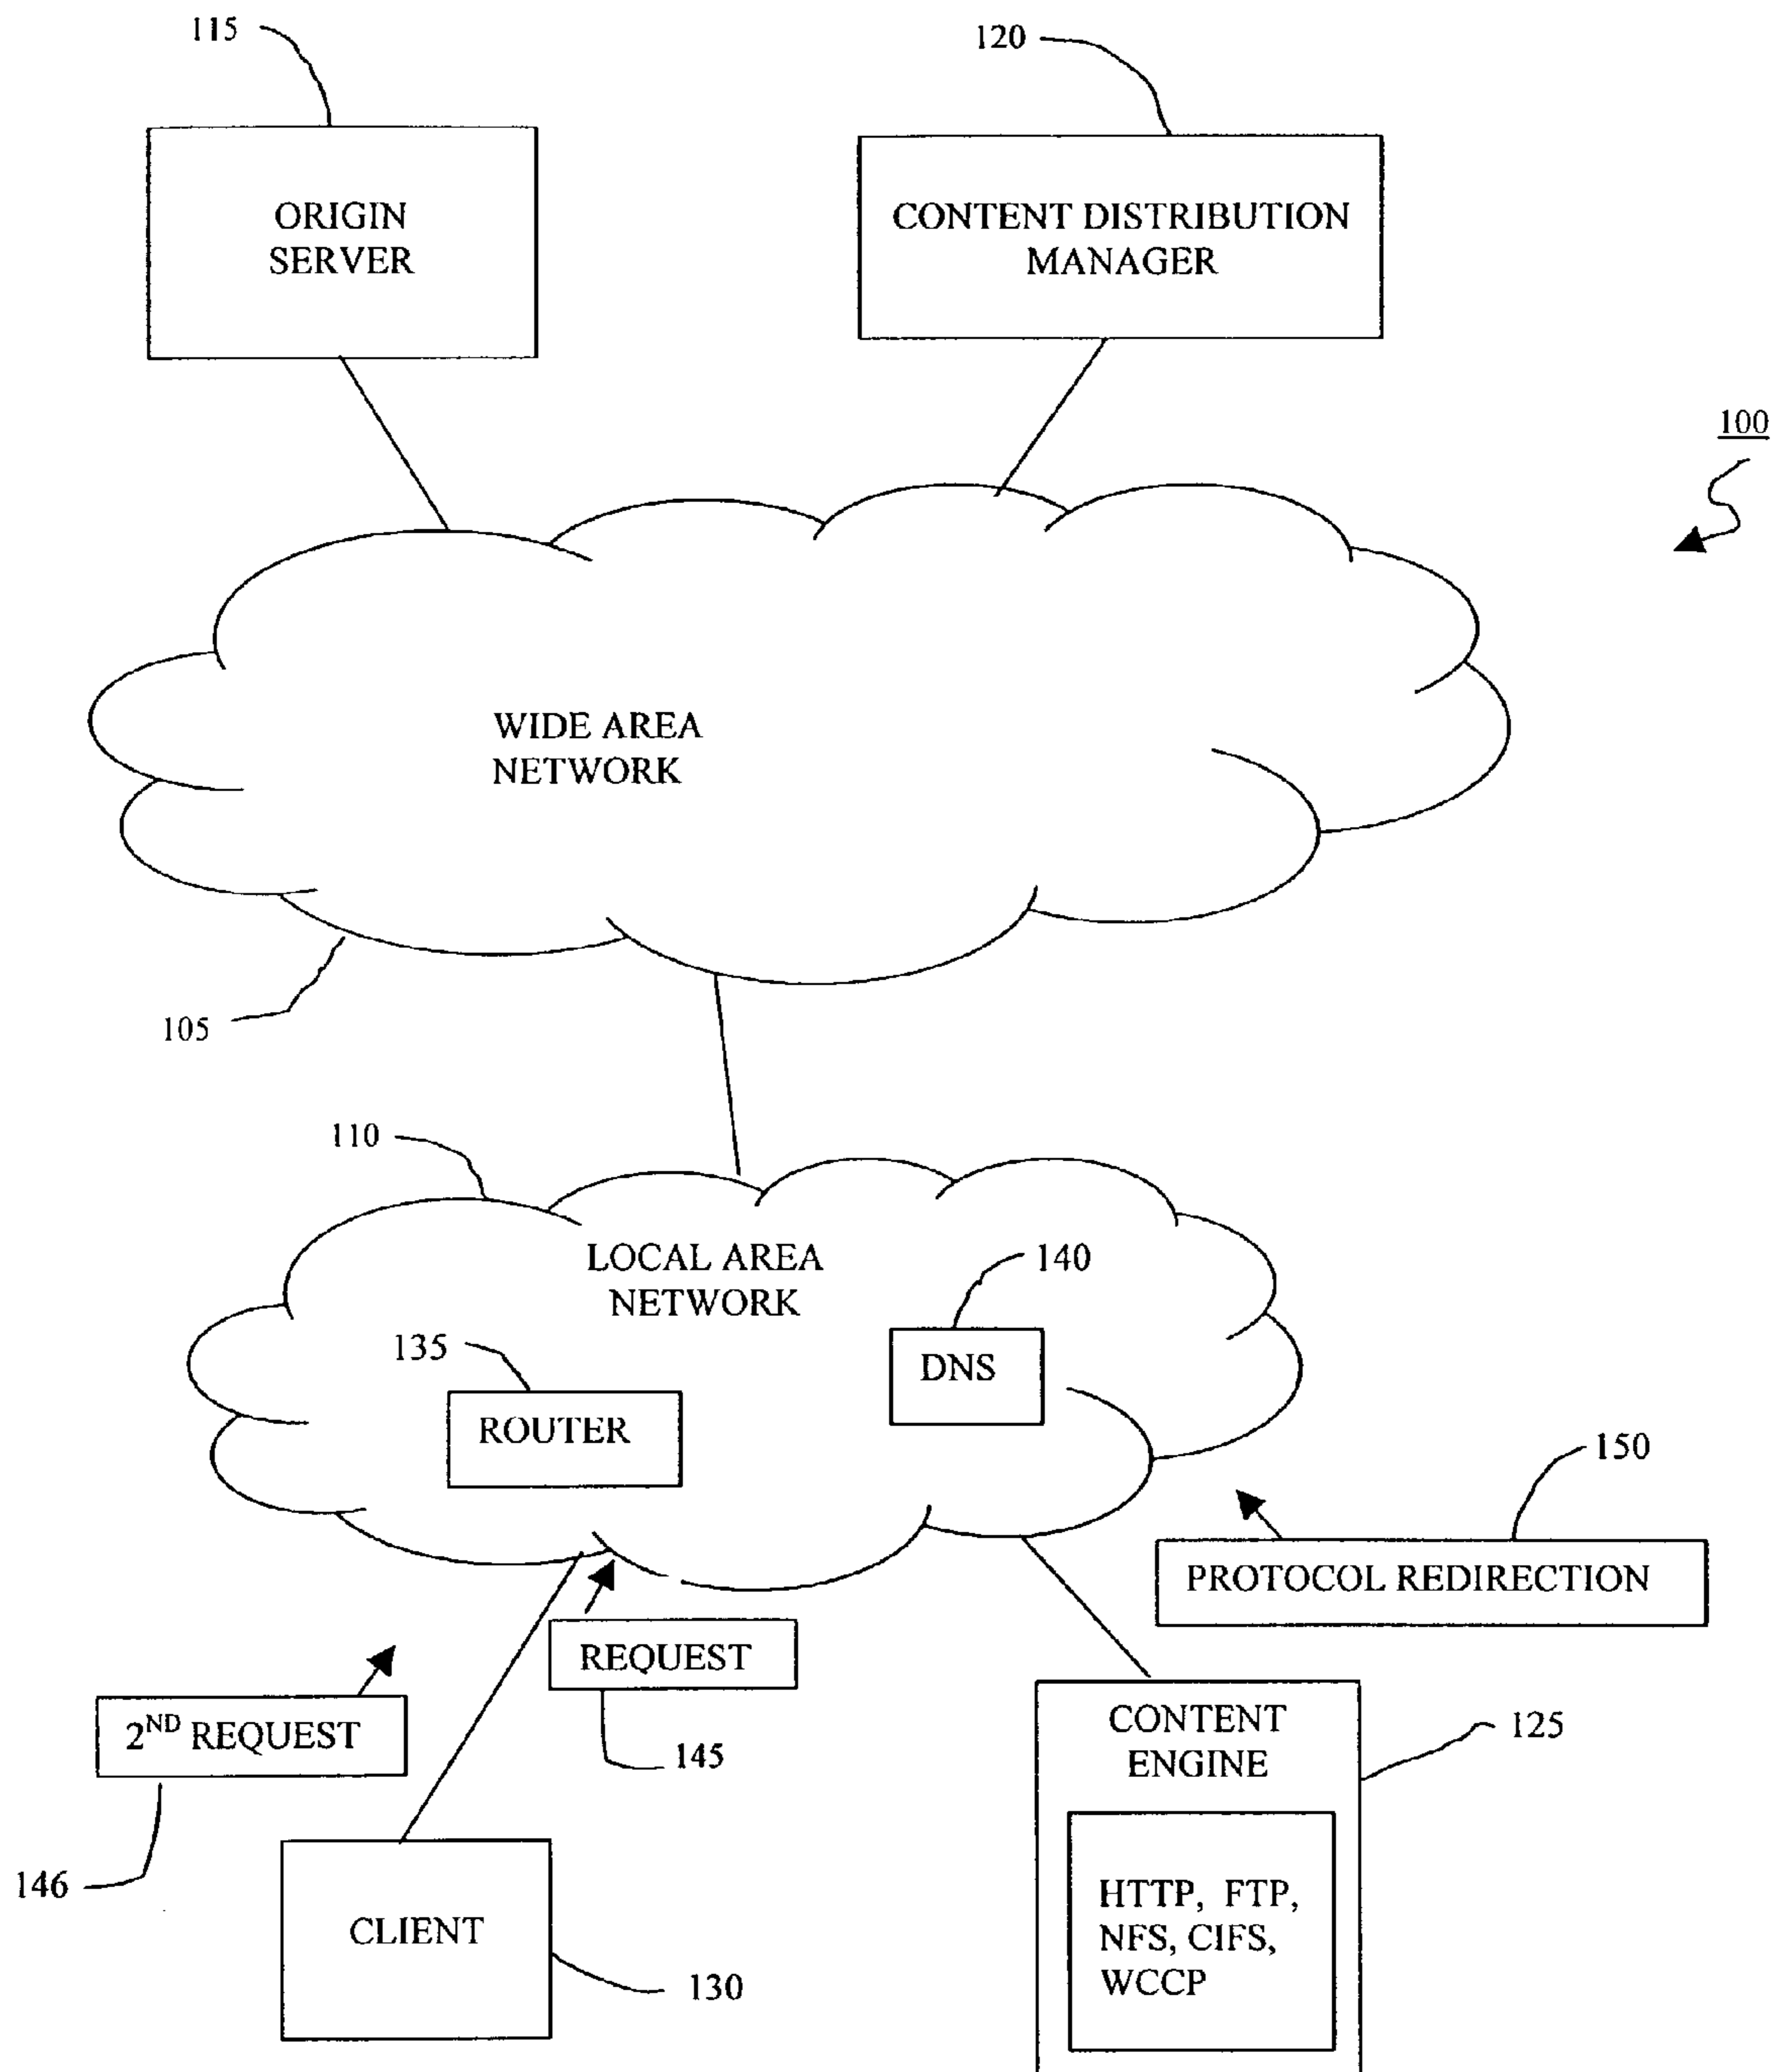 115
120
ORIGIN
SERVER
CONTENT DISTRIBUTION
MANAGER
100
WIDE AREA
NETWORK
105
110
LOCAL AREA
NETWORK
140
135
DNS
ROUTER
150
PROTOCOL REDIRECTION
REQUEST
2ND REQUEST
145
CONTENT
ENGINE
125
146
CLIENT
HTTP, FTP,
NFS, CIFS,
WCCP
130